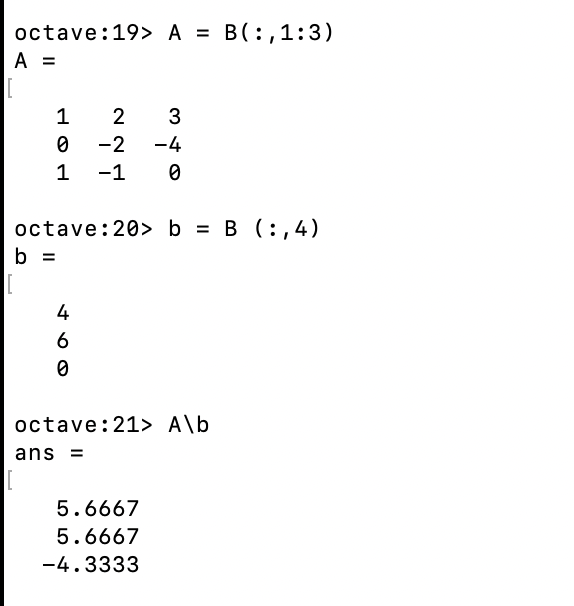 octave:19> A = B(:,1:3)
A =
[
1 2 3
0 -2 -4
1 -1 0
octave:20> b = B (:,4)
b =
[
4
6
0
octave:21> A\b
ans =
[
5.6667
5.6667
-4.3333